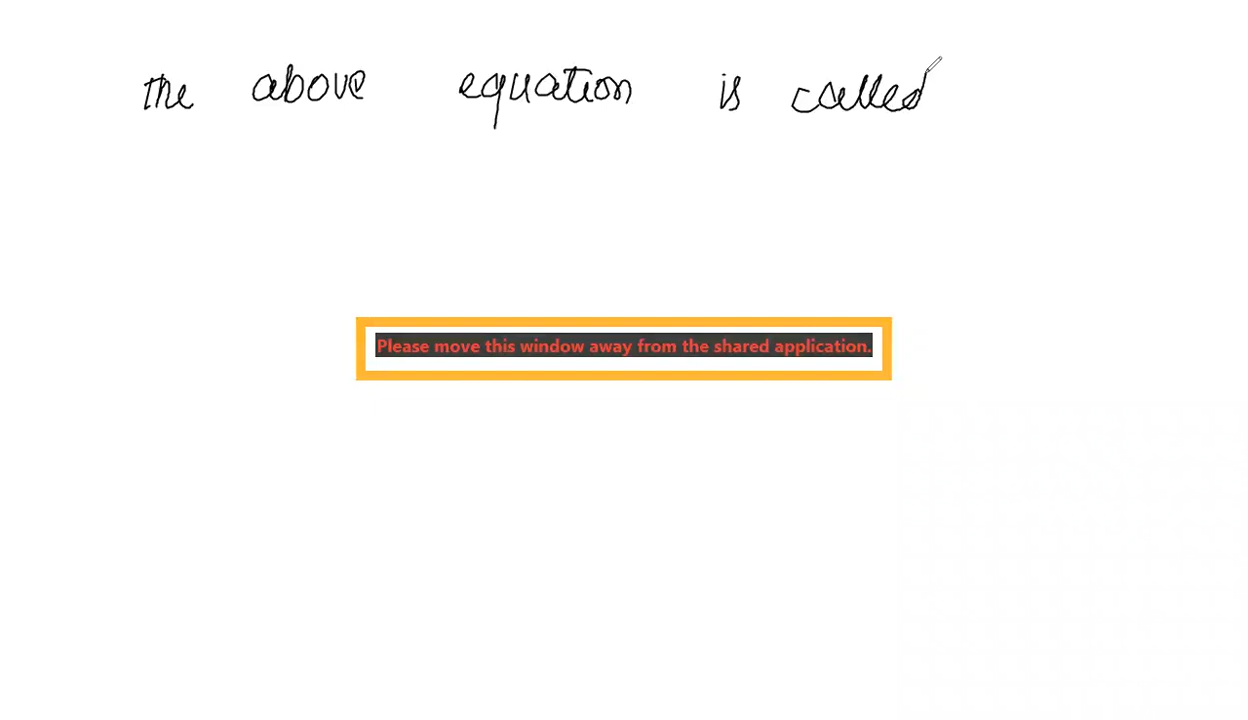 the above equation is called
Please move this window away from the shared application.